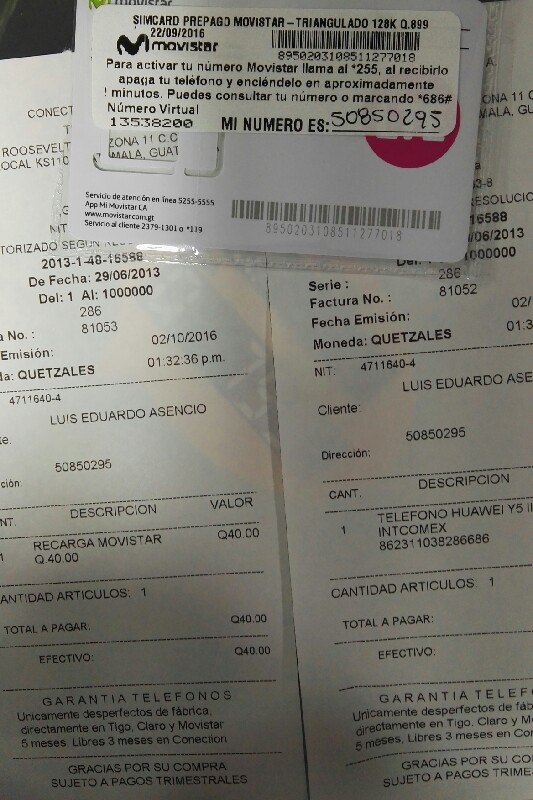 movistar
SIMCARD PREPAGO MOVISTAR-TRIANGULADO 128K Q.899
22/09/2016
movistar
8950203108511277018
Para activar tu número Movistar llama al *255, al recibirlo
apaga tu teléfono y enciéndelo en aproximadamente
! minutos. Puedes consultar tu número o marcando *686#
Número Virtual
13538200
MI NUMERO ES: 50850295
ZONA 11 C.C
MALA, GUAT
Servicio de atención en línea 5255-5555
App Mi Movistar CA
www.movistar.com.gt
Servicio al cliente 2379-1301 o *119
8950203108511277018
CONECT
ROOSEVELT
OCAL KS110
NIT
TORIZADO SEGUN
2013-1-48-16588
De Fecha: 29/06/2013
Del: 1 Al: 1000000
286
a No.: 81053
Emisión: 02/10/2016
da: QUETZALES 01:32:36 p.m.
4711640-4
LUIS EDUARDO ASENCIO
te.
50850295
ción:
NT. DESCRIPCION VALOR
1 RECARGA MOVISTAR Q40.00
Q.40.00
ANTIDAD ARTICULOS: 1
TOTAL A PAGAR: Q40.00
EFECTIVO: Q40.00
GARANTIA TELEFONOS
Unicamente desperfectos de fábrica,
directamente en Tigo, Claro y Movistar
5 meses. Libres 3 meses en Conection
GRACIAS POR SU COMPRA
SUJETO A PAGOS TRIMESTRALES
ONA 11 C
MALA, GUA
3-8
RESOLUCIO
16588
/06/2013
000000
Serie : 286
Factura No. : 81052
Fecha Emisión: 02/
Moneda: QUETZALES 01:3
NIT: 4711640-4
LUIS EDUARDO ASE
Cliente:
50850295
Dirección:
CANT. DESCRIPCION
1 TELEFONO HUAWEI Y5 II
INTCOMEX
862311038286686
CANTIDAD ARTICULOS: 1
TOTAL A PAGAR:
EFECTIVO:
GARANTIA TELEF
Unicamente desperfectos de fáb
directamente en Tigo, Claro y M
5 meses, Libres 3 meses en Con
GRACIAS POR SU CO
SUJETO A PAGOS TRIMES